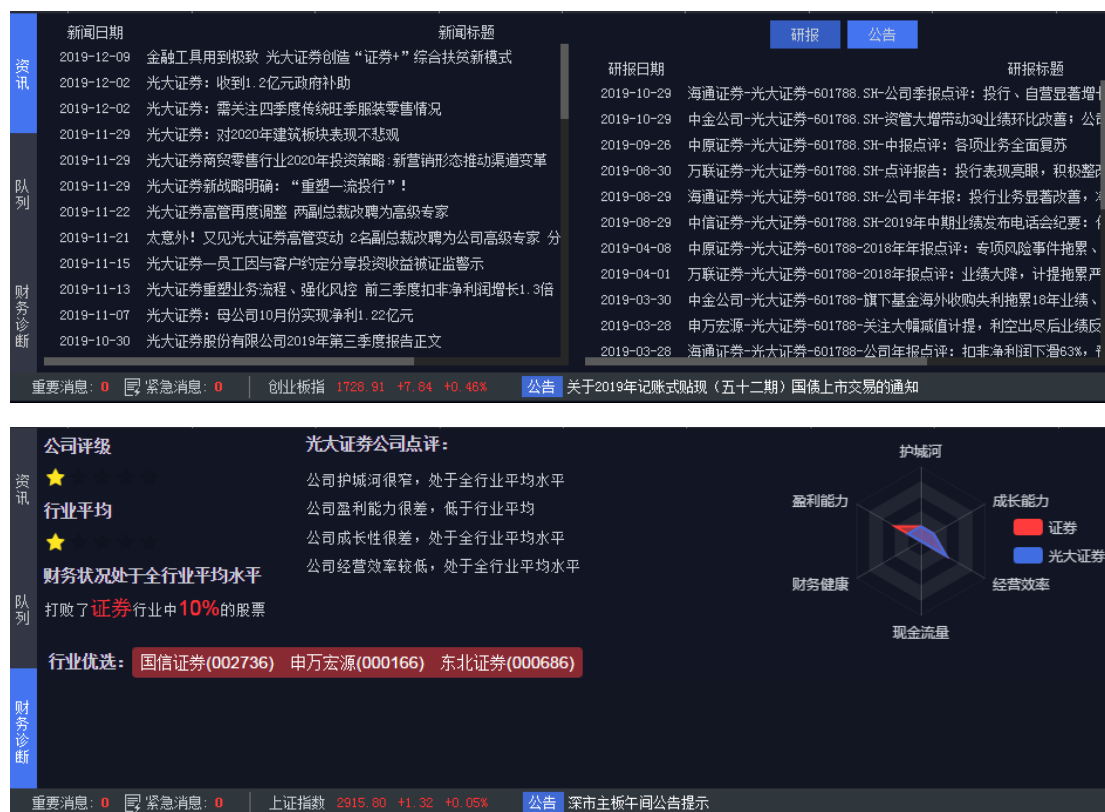 新闻日期 新闻标题
2019-12-09 金融工具用到极致 光大证券创造“证券+”综合扶贫新模式
2019-12-02 光大证券：收到1.2亿元政府补助
2019-12-02 光大证券：需关注四季度传统旺季服装零售情况
2019-11-29 光大证券：对2020年建筑板块表现不悲观
2019-11-29 光大证券商贸零售行业2020年投资策略:新营销形态推动渠道变革
2019-11-29 光大证券新战略明确：“重塑一流投行”！
2019-11-22 光大证券高管再度调整 两副总裁改聘为高级专家
2019-11-21 太意外！又见光大证券高管变动 2名副总裁改聘为公司高级专家 分
2019-11-15 光大证券一员工因与客户约定分享投资收益被证监警示
2019-11-13 光大证券重塑业务流程、强化风控 前三季度扣非净利润增长1.3倍
2019-11-07 光大证券：母公司10月份实现净利1.22亿元
2019-10-30 光大证券股份有限公司2019年第三季度报告正文
资讯
队列
财务诊断
研报 公告
研报日期 研报标题
2019-10-29 海通证券-光大证券-601788.SH-公司季报点评：投行、自营显著增
2019-10-29 中金公司-光大证券-601788.SH-资管大增带动3Q业绩环比改善；公
2019-09-26 中原证券-光大证券-601788.SH-中报点评：各项业务全面复苏
2019-08-30 万联证券-光大证券-601788.SH-点评报告：投行表现亮眼，积极整
2019-08-29 海通证券-光大证券-601788.SH-公司半年报：投行业务显著改善，
2019-08-29 中信证券-光大证券-601788.SH-2019年中期业绩发布电话会纪要：
2019-04-08 中原证券-光大证券-601788-2018年年报点评：专项风险事件拖累、
2019-04-01 万联证券-光大证券-601788-2018年报点评：业绩大降，计提拖累严
2019-03-30 中金公司-光大证券-601788-旗下基金海外收购失利拖累18年业绩、
2019-03-28 申万宏源-光大证券-601788-关注大幅减值计提，利空出尽后业绩反
2019-03-28 海通证券-光大证券-601788-公司年报点评：扣非净利润下滑63%，
重要消息：0 紧急消息：0 创业板指 1728.91 +7.84 +0.46% 公告 关于2019年记账式贴现（五十二期）国债上市交易的通知
资讯
队列
财务诊断
公司评级
行业平均
财务状况处于全行业平均水平
打败了证券行业中10%的股票
光大证券公司点评：
公司护城河很窄，处于全行业平均水平
公司盈利能力很差，低于行业平均
公司成长性很差，处于全行业平均水平
公司经营效率较低，处于全行业平均水平
行业优选： 国信证券(002736) 申万宏源(000166) 东北证券(000686)
护城河
盈利能力 成长能力
证券
光大证券
财务健康 经营效率
现金流量
重要消息：0 紧急消息：0 上证指数 2915.80 +1.32 +0.05% 公告 深市主板午间公告提示